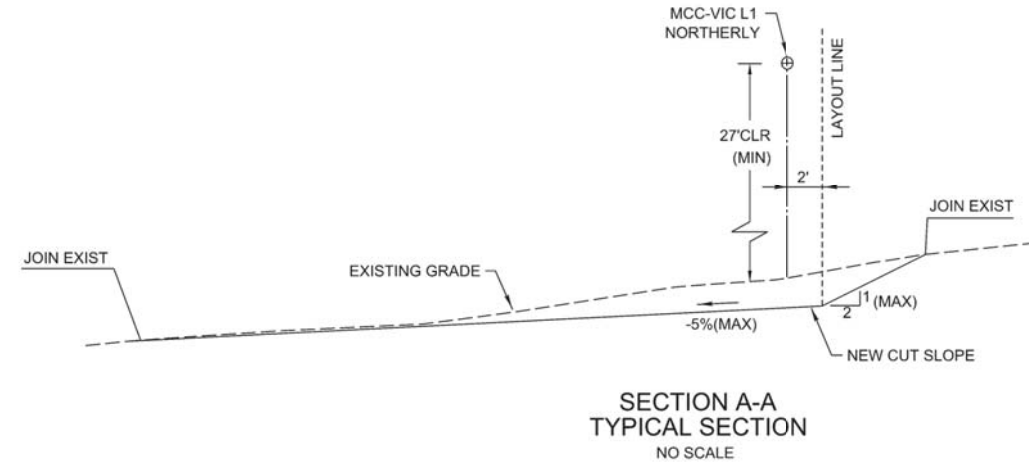 MCC-VIC L1
NORTHERLY
LAYOUT LINE
27'CLR
(MIN)
2'
JOIN EXIST
JOIN EXIST
EXISTING GRADE
1
(MAX)
2
-5%(MAX)
NEW CUT SLOPE
SECTION A-A
TYPICAL SECTION
NO SCALE